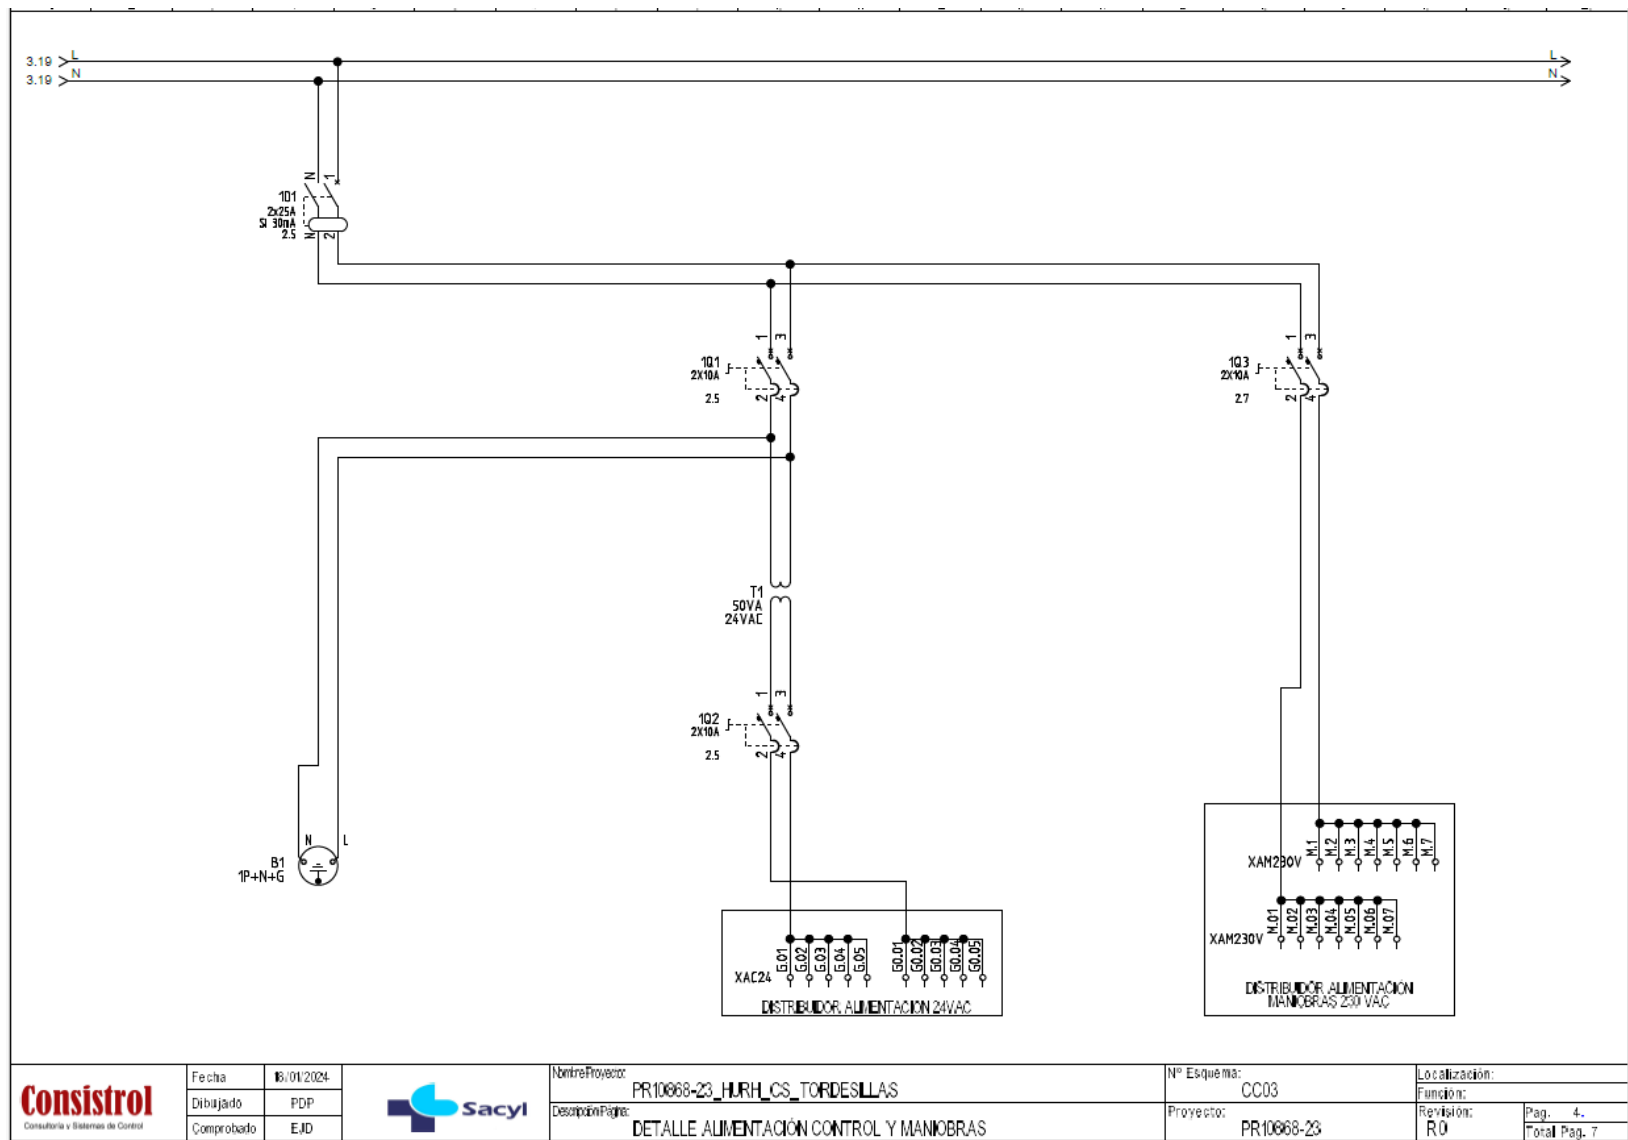 3.19 L L
3.19 N N
N 1
1D1
2x25A
SI 30mA
2.5
N 2
1 3
1Q1
2X10A
2.5
2 4
1 3
1Q3
2X10A
2.7
2 4
T1
50VA
24VAC
1 3
1Q2
2X10A
2.5
2 4
N L
B1
1P+N+G
M.1 M.2 M.3 M.4 M.5 M.6 M.7
XAM230V
M.01 M.02 M.03 M.04 M.05 M.06 M.07
XAM230V
DISTRIBUIDOR ALIMENTACIÓN
MANIOBRAS 230 VAC
G.01 G.02 G.03 G.04 G.05 G0.01 G0.02 G0.03 G0.04 G0.05
XAC24
DISTRIBUIDOR ALIMENTACION 24VAC
Consistrol
Consultoría y Sistemas de Control
Fecha 18/01/2024
Dibujado PDP
Comprobado EJD
Sacyl
Nombre Proyecto:
PR10868-23_HURH_CS_TORDESILLAS
Descripción Página:
DETALLE ALIMENTACIÓN CONTROL Y MANIOBRAS
Nº Esquema:
CC03
Proyecto:
PR10868-23
Localización:
Función:
Revisión:
R0
Pag. 4.
Total Pag. 7